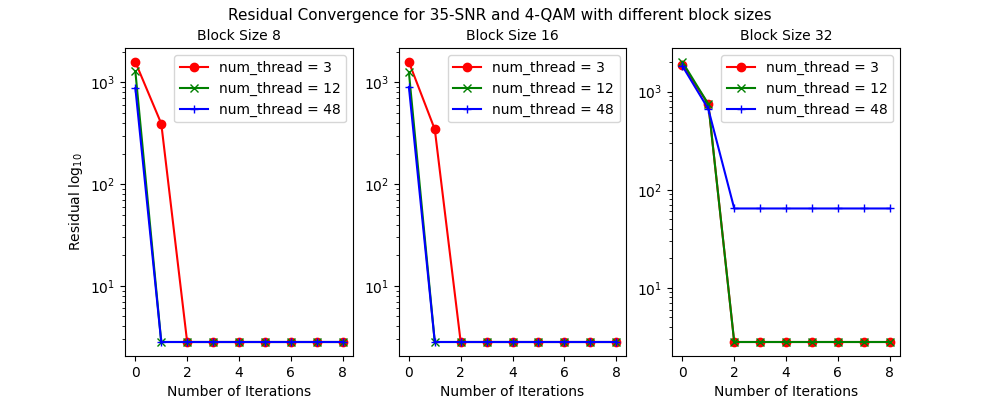 Residual Convergence for 35-SNR and 4-QAM with different block sizes
Block Size 8
Block Size 16
Block Size 32
num_thread = 3
num_thread = 12
num_thread = 48
num_thread = 3
num_thread = 12
num_thread = 48
num_thread = 3
num_thread = 12
num_thread = 48
Residual log₁₀
10³
10²
10¹
10³
10²
10¹
10³
10²
10¹
0 2 4 6 8
0 2 4 6 8
0 2 4 6 8
Number of Iterations
Number of Iterations
Number of Iterations